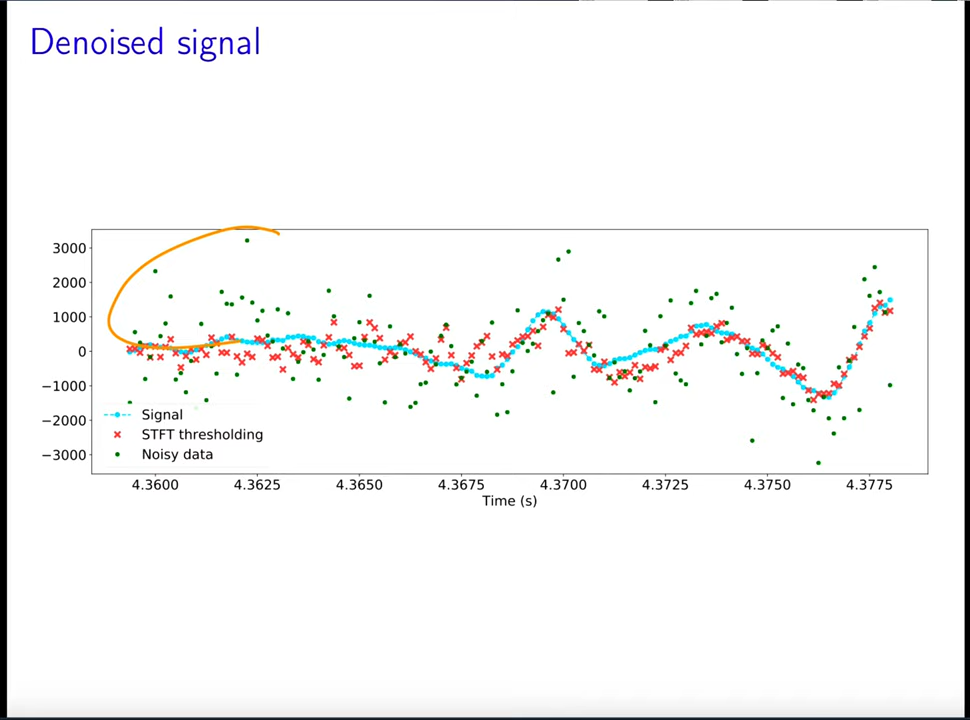 Denoised signal
3000
2000
1000
0
−1000
−2000
−3000
Signal
STFT thresholding
Noisy data
4.3600 4.3625 4.3650 4.3675 4.3700 4.3725 4.3750 4.3775
Time (s)